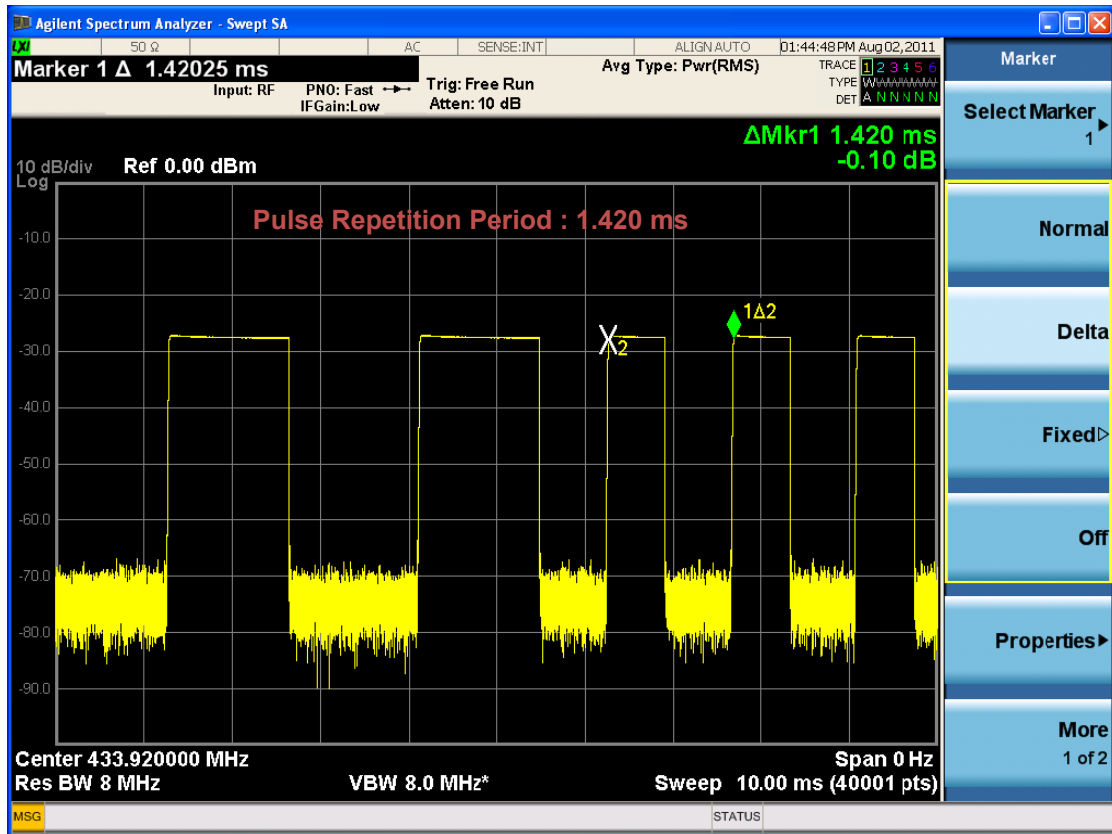 Agilent Spectrum Analyzer - Swept SA
LXI 50 Ω AC SENSE:INT ALIGN AUTO 01:44:48 PM Aug 02, 2011
Marker 1 Δ 1.42025 ms
Input: RF
PNO: Fast
IFGain:Low
Trig: Free Run
Atten: 10 dB
Avg Type: Pwr(RMS)
TRACE 1 2 3 4 5 6
TYPE WWWWWW
DET A N N N N N
ΔMkr1 1.420 ms
-0.10 dB
10 dB/div Ref 0.00 dBm
Log
Pulse Repetition Period : 1.420 ms
-10.0
-20.0
1Δ2
X2
-30.0
-40.0
-50.0
-60.0
-70.0
-80.0
-90.0
Center 433.920000 MHz Span 0 Hz
Res BW 8 MHz VBW 8.0 MHz* Sweep 10.00 ms (40001 pts)
MSG STATUS
Marker
Select Marker
1
Normal
Delta
Fixed
Off
Properties
More
1 of 2